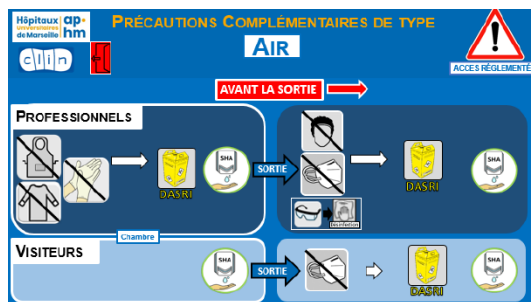 Hôpitaux
Universitaires
de Marseille
ap·
hm
clin
PRÉCAUTIONS COMPLÉMENTAIRES DE TYPE
AIR
ACCES RÉGLEMENTÉ
AVANT LA SORTIE
PROFESSIONNELS
DASRI
SHA
SORTIE
DASRI
SHA
Chambre
VISITEURS
SHA
SORTIE
DASRI
SHA